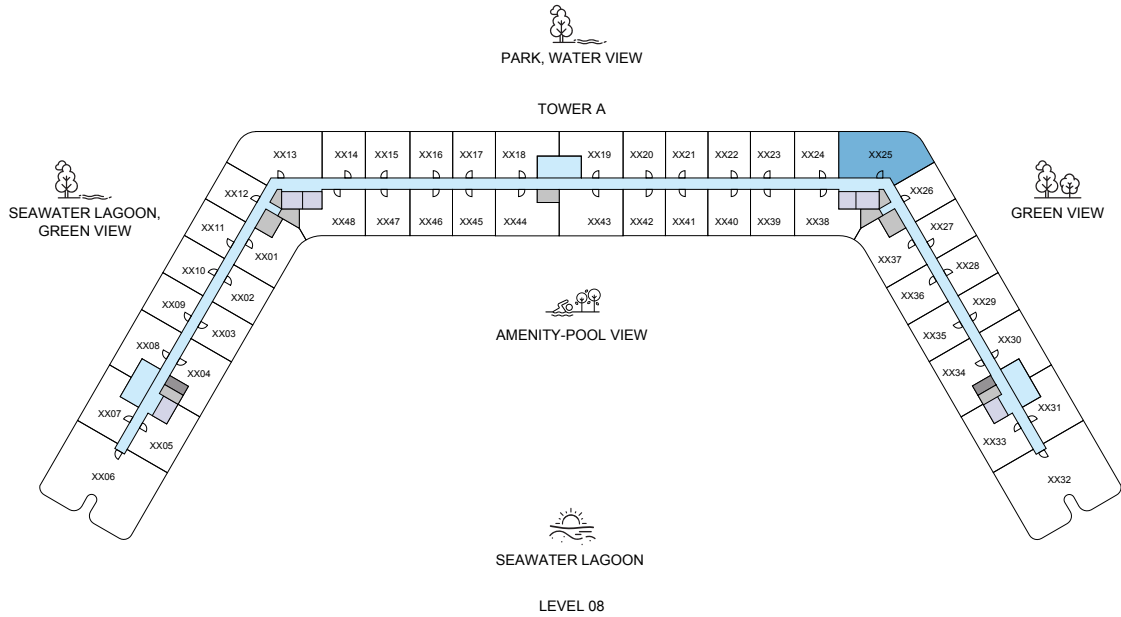 PARK, WATER VIEW
TOWER A
XX13
XX14
XX15
XX16
XX17
XX18
XX19
XX20
XX21
XX22
XX23
XX24
XX25
XX12
XX26
SEAWATER LAGOON,
GREEN VIEW
GREEN VIEW
XX11
XX48
XX47
XX46
XX45
XX44
XX43
XX42
XX41
XX40
XX39
XX38
XX27
XX01
XX37
XX10
XX28
XX02
XX36
XX09
XX29
XX03
AMENITY-POOL VIEW
XX35
XX08
XX30
XX04
XX34
XX07
XX31
XX05
XX33
XX06
XX32
SEAWATER LAGOON
LEVEL 08